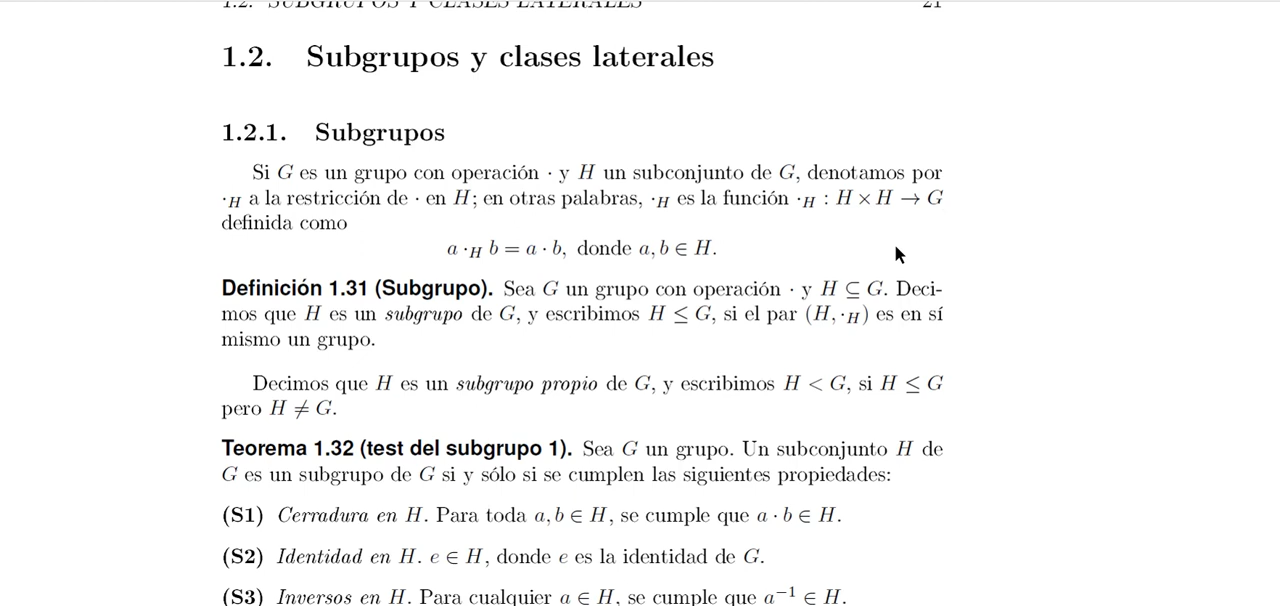 1.2. SUBGRUPOS Y CLASES LATERALES 21
1.2. Subgrupos y clases laterales
1.2.1. Subgrupos
Si G es un grupo con operación · y H un subconjunto de G, denotamos por
·H a la restricción de · en H; en otras palabras, ·H es la función ·H : H × H → G
definida como
a ·H b = a · b, donde a, b ∈ H.
Definición 1.31 (Subgrupo). Sea G un grupo con operación · y H ⊆ G. Deci-
mos que H es un subgrupo de G, y escribimos H ≤ G, si el par (H, ·H) es en sí
mismo un grupo.
Decimos que H es un subgrupo propio de G, y escribimos H < G, si H ≤ G
pero H ≠ G.
Teorema 1.32 (test del subgrupo 1). Sea G un grupo. Un subconjunto H de
G es un subgrupo de G si y sólo si se cumplen las siguientes propiedades:
(S1) Cerradura en H. Para toda a, b ∈ H, se cumple que a · b ∈ H.
(S2) Identidad en H. e ∈ H, donde e es la identidad de G.
(S3) Inversos en H. Para cualquier a ∈ H, se cumple que a⁻¹ ∈ H.